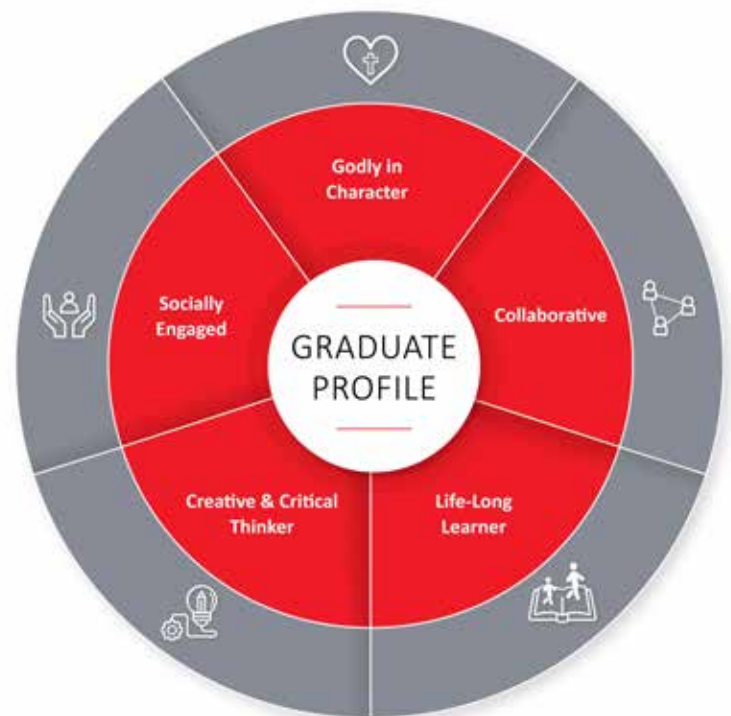 Godly in
Character
Socially
Engaged
Collaborative
GRADUATE
PROFILE
Creative & Critical
Thinker
Life-Long
Learner